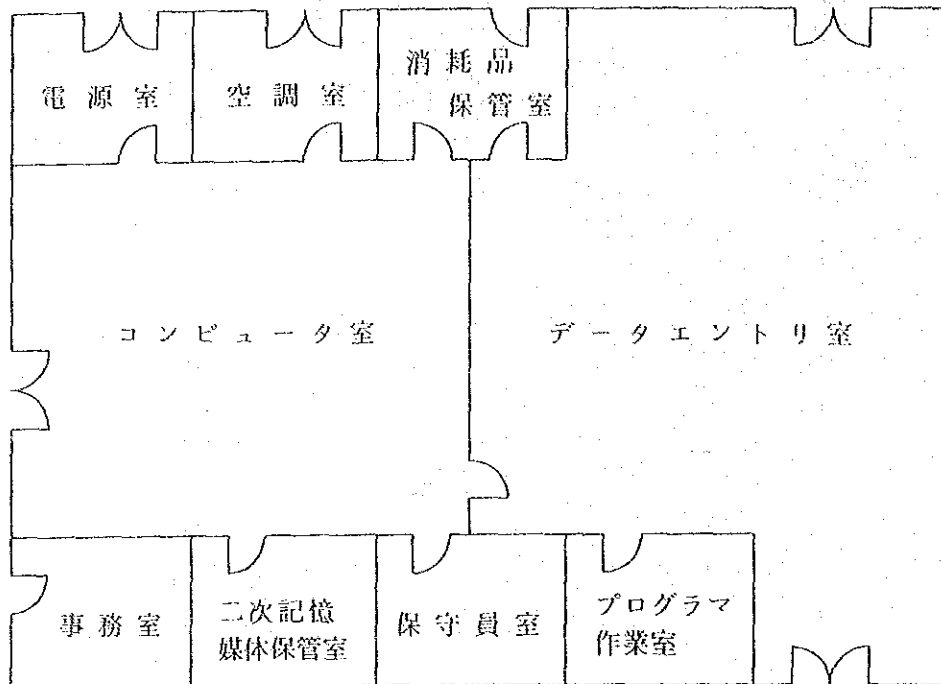 電源室
空調室
消耗品
保管室
コンピュータ室
データエントリ室
事務室
二次記憶
媒体保管室
保守員室
プログラマ
作業室